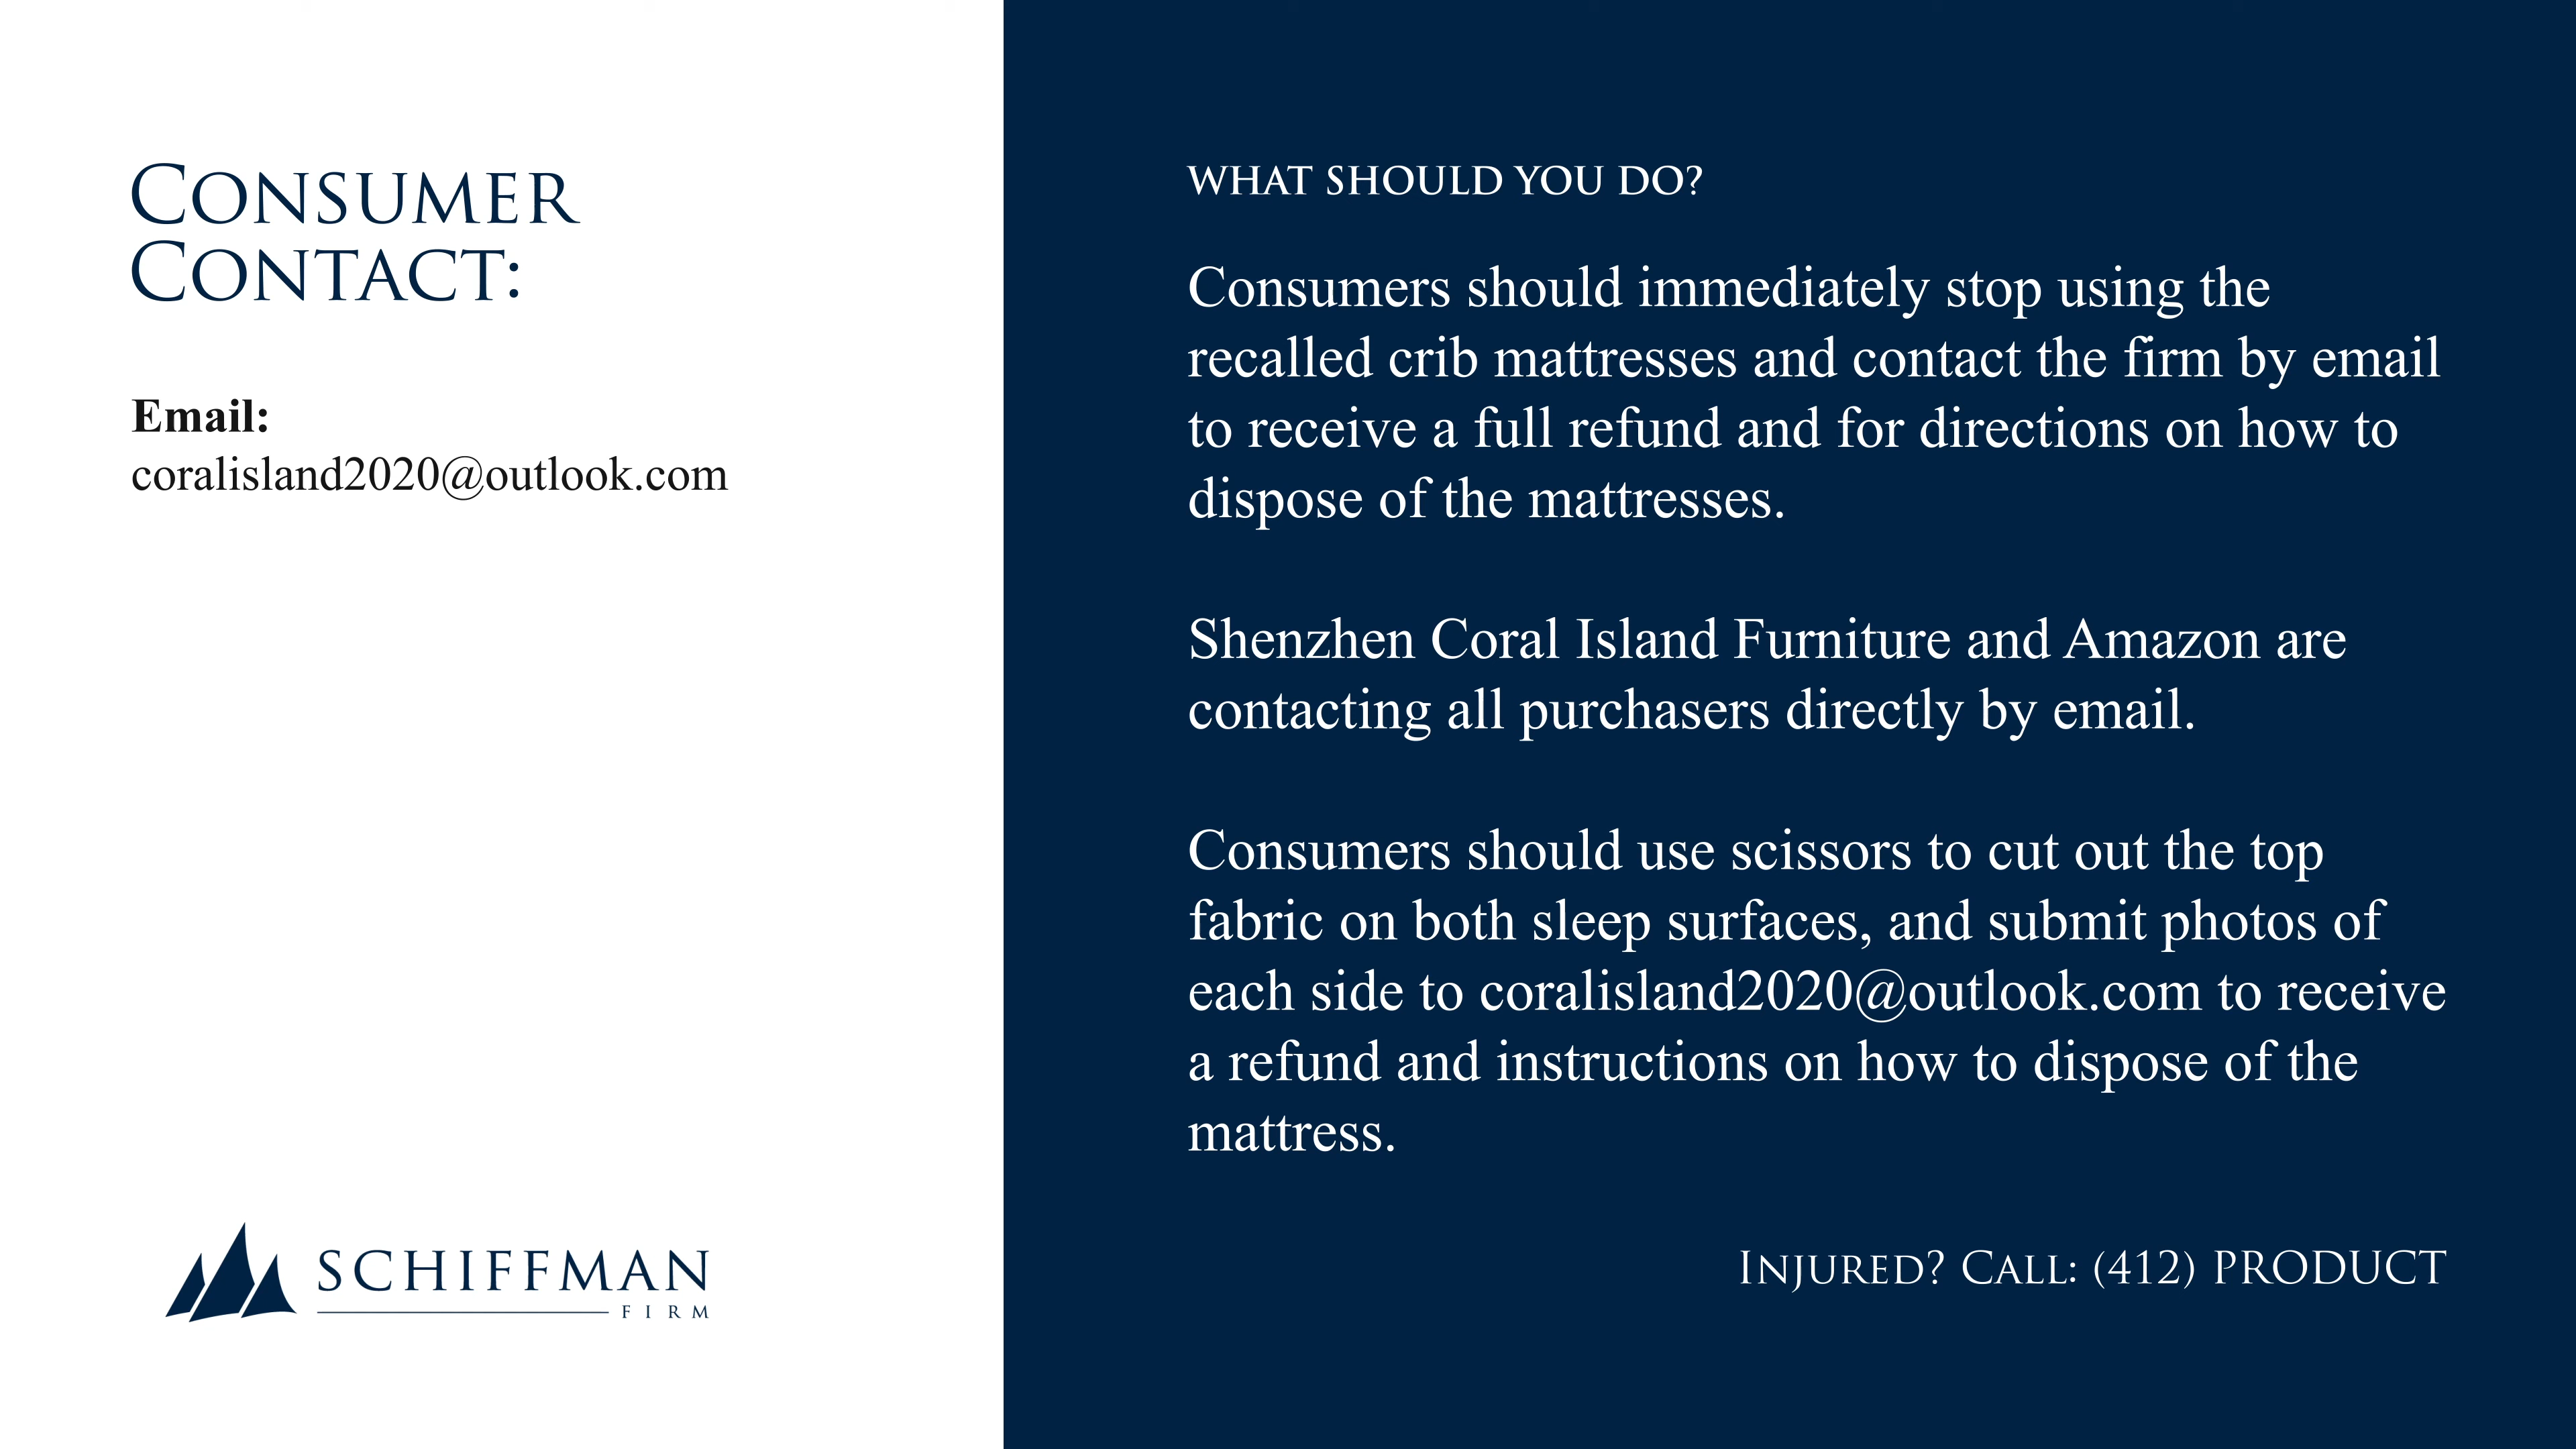 CONSUMER
CONTACT:
Email:
coralisland2020@outlook.com
SCHIFFMAN
FIRM
WHAT SHOULD YOU DO?
Consumers should immediately stop using the
recalled crib mattresses and contact the firm by email
to receive a full refund and for directions on how to
dispose of the mattresses.
Shenzhen Coral Island Furniture and Amazon are
contacting all purchasers directly by email.
Consumers should use scissors to cut out the top
fabric on both sleep surfaces, and submit photos of
each side to coralisland2020@outlook.com to receive
a refund and instructions on how to dispose of the
mattress.
INJURED? CALL: (412) PRODUCT